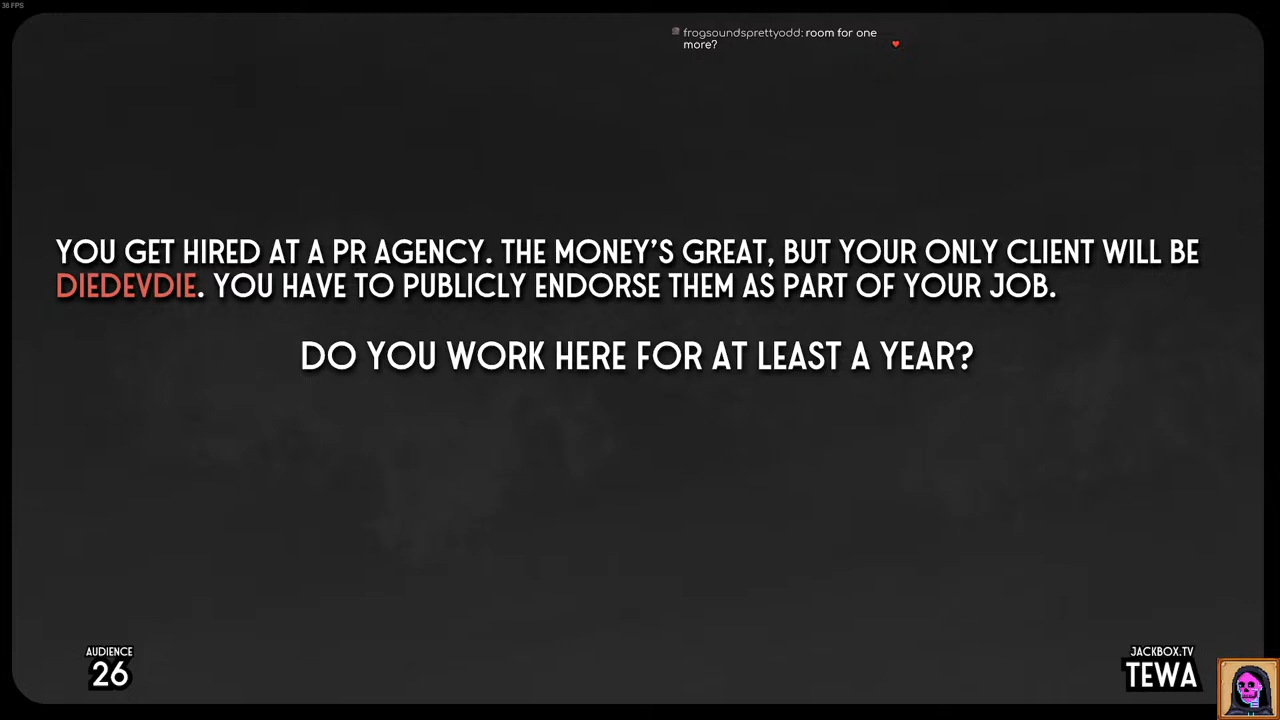 36 FPS
frogsoundsprettyodd: room for one
more?
YOU GET HIRED AT A PR AGENCY. THE MONEY'S GREAT, BUT YOUR ONLY CLIENT WILL BE
DIEDEVDIE. YOU HAVE TO PUBLICLY ENDORSE THEM AS PART OF YOUR JOB.
DO YOU WORK HERE FOR AT LEAST A YEAR?
AUDIENCE
26
JACKBOX.TV
TEWA